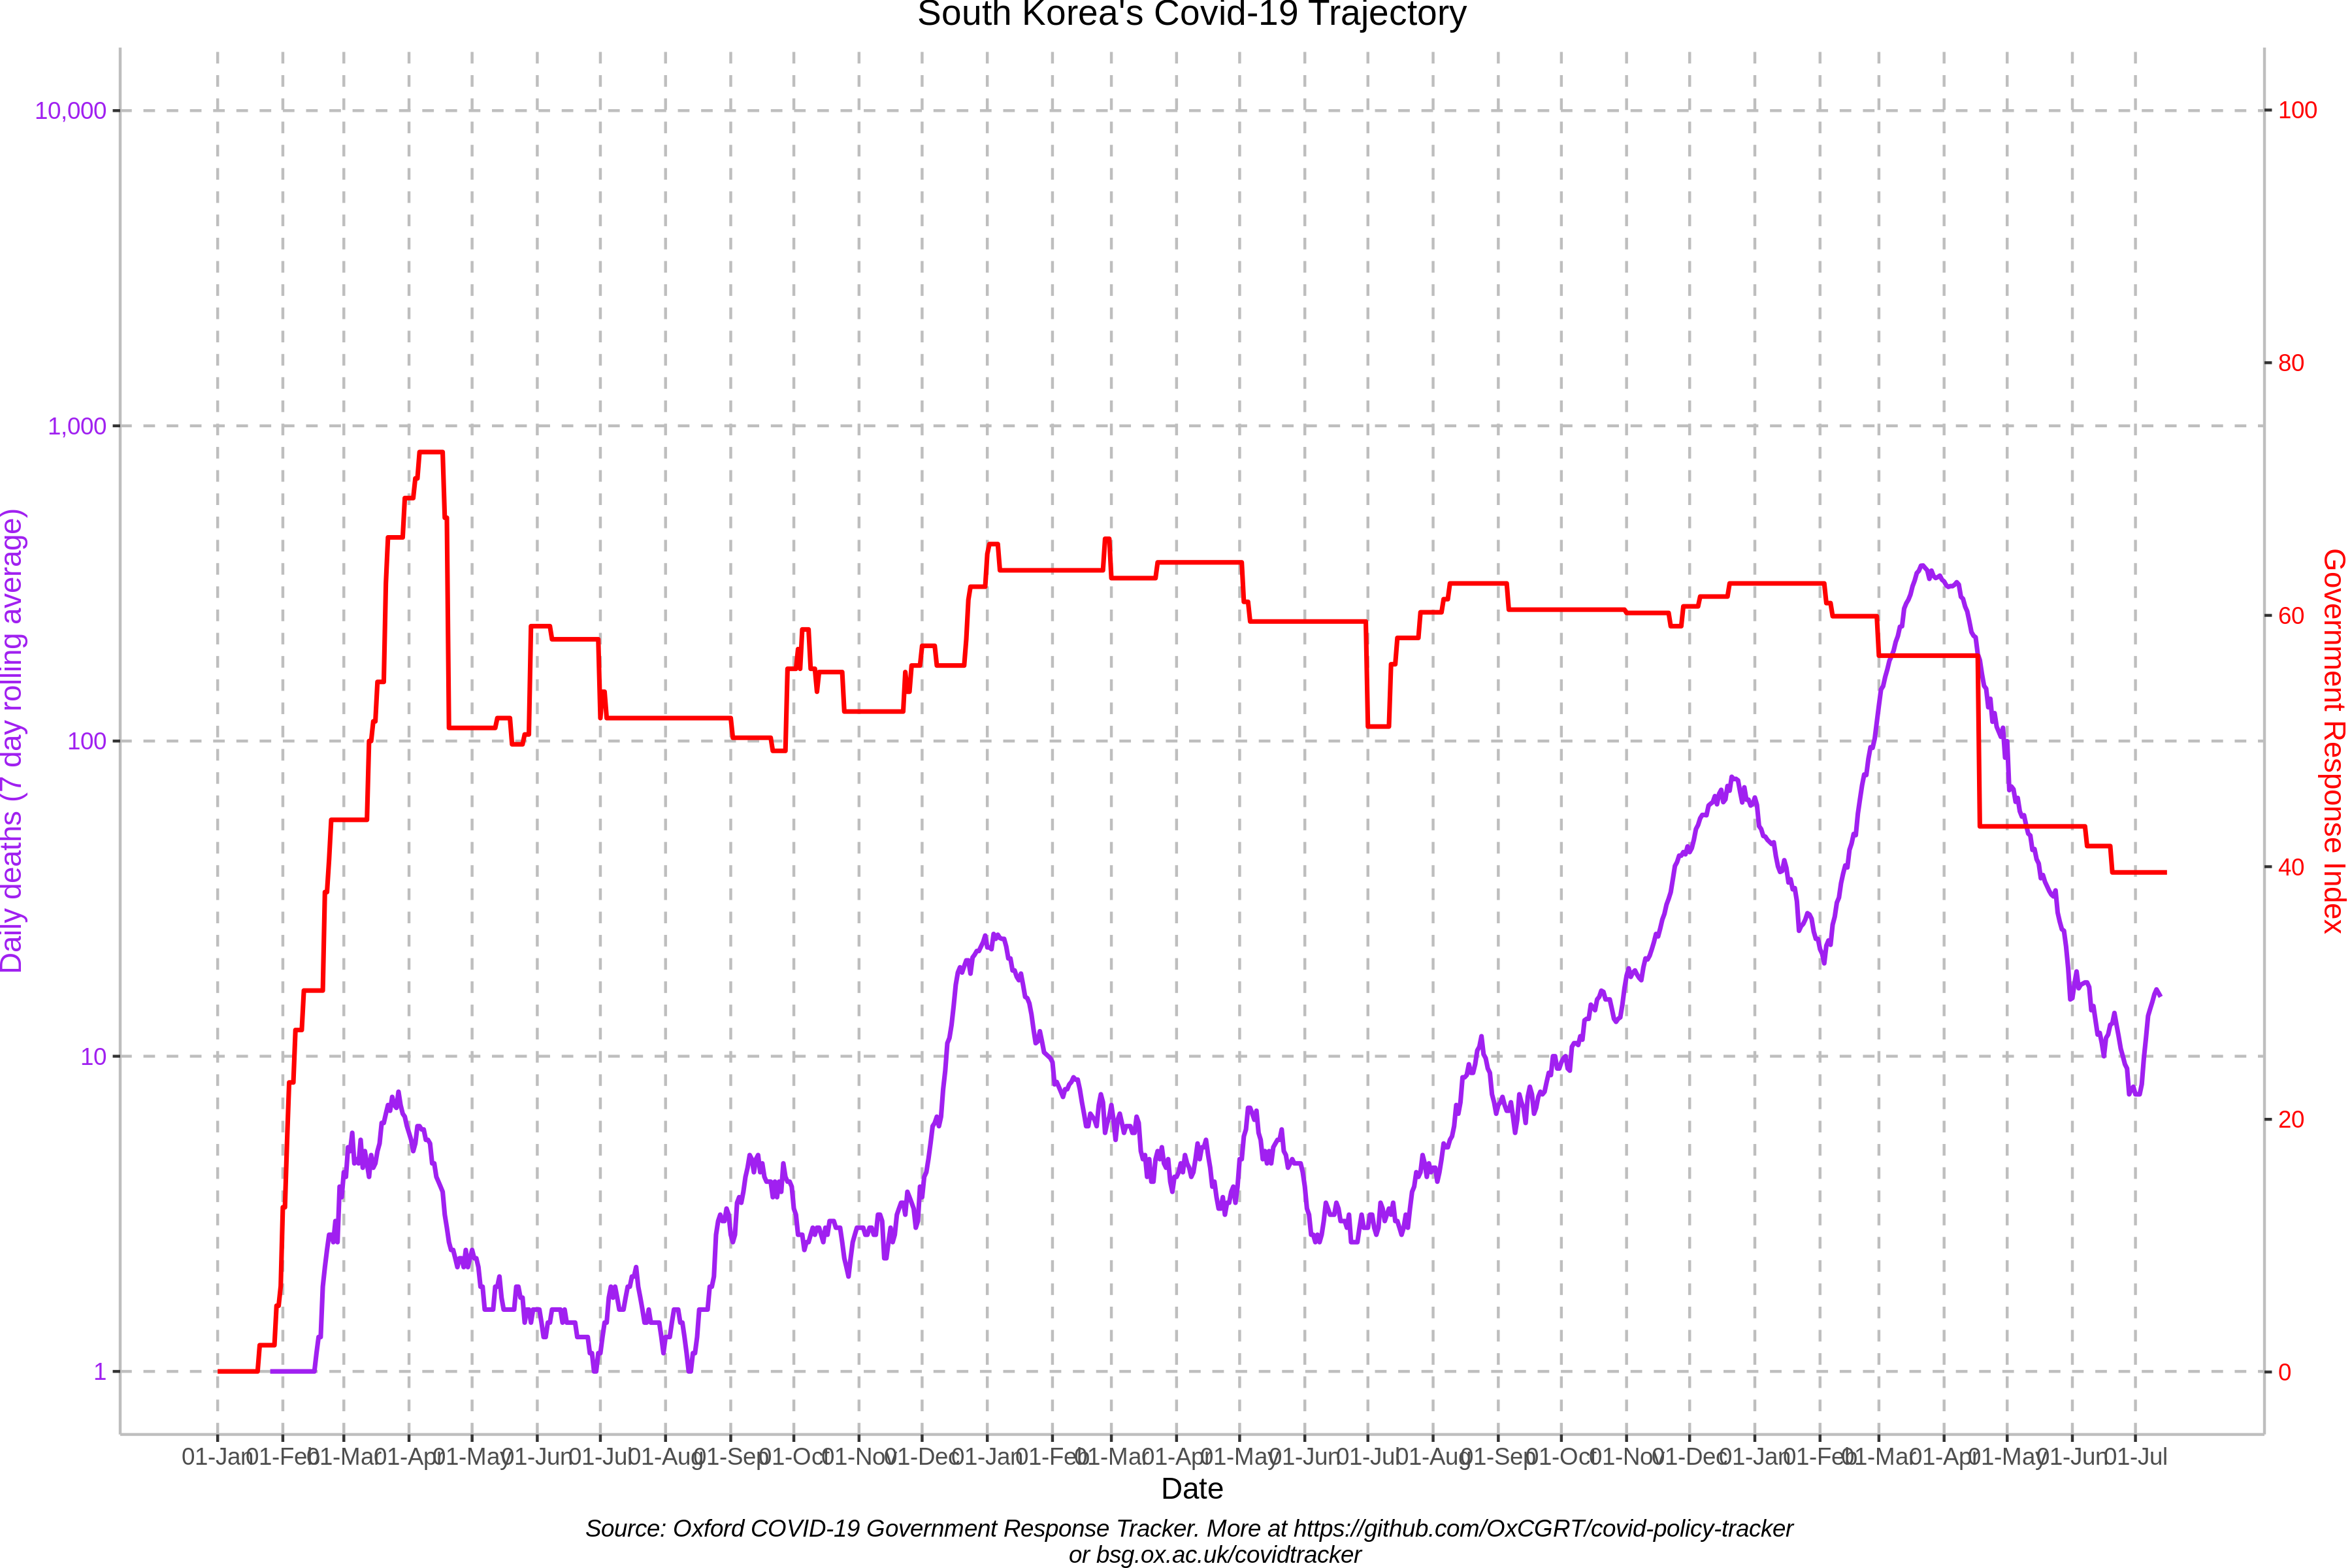 South Korea's Covid-19 Trajectory
10,000
1,000
100
10
1
Daily deaths (7 day rolling average)
100
80
60
40
20
0
Government Response Index
01-Jan 01-Feb 01-Mar 01-Apr 01-May 01-Jun 01-Jul 01-Aug 01-Sep 01-Oct 01-Nov 01-Dec 01-Jan 01-Feb 01-Mar 01-Apr 01-May 01-Jun 01-Jul 01-Aug 01-Sep 01-Oct 01-Nov 01-Dec 01-Jan 01-Feb 01-Mar 01-Apr 01-May 01-Jun 01-Jul
Date
Source: Oxford COVID-19 Government Response Tracker. More at https://github.com/OxCGRT/covid-policy-tracker
or bsg.ox.ac.uk/covidtracker